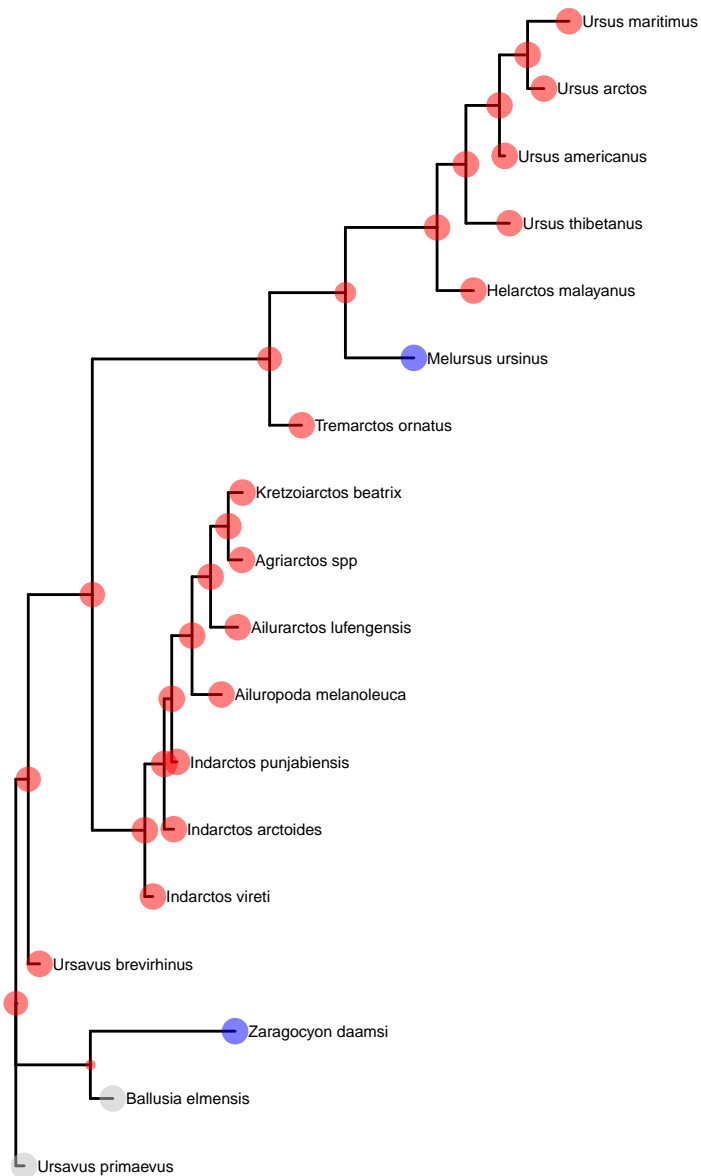 Ursus maritimus
Ursus arctos
Ursus americanus
Ursus thibetanus
Helarctos malayanus
Melursus ursinus
Tremarctos ornatus
Kretzoiarctos beatrix
Agriarctos spp
Ailurarctos lufengensis
Ailuropoda melanoleuca
Indarctos punjabiensis
Indarctos arctoides
Indarctos vireti
Ursavus brevirhinus
Zaragocyon daamsi
Ballusia elmensis
Ursavus primaevus